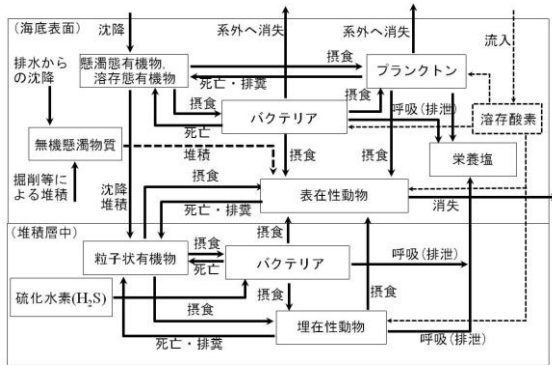 (海底表面)
沈降
系外へ消失
系外へ消失
流入
排水から
の沈降
懸濁態有機物,
溶存態有機物
摂食
死亡・排糞
プランクトン
摂食
死亡
バクテリア
摂食
呼吸(排泄)
溶存酸素
無機懸濁物質
堆積
摂食
摂食
栄養塩
掘削等
による堆積
沈降
堆積
摂食
死亡・排糞
表在性動物
消失
(堆積層中)
粒子状有機物
摂食
死亡
摂食
バクテリア
呼吸(排泄)
硫化水素(H₂S)
摂食
摂食
摂食
死亡・排糞
埋在性動物
呼吸(排泄)